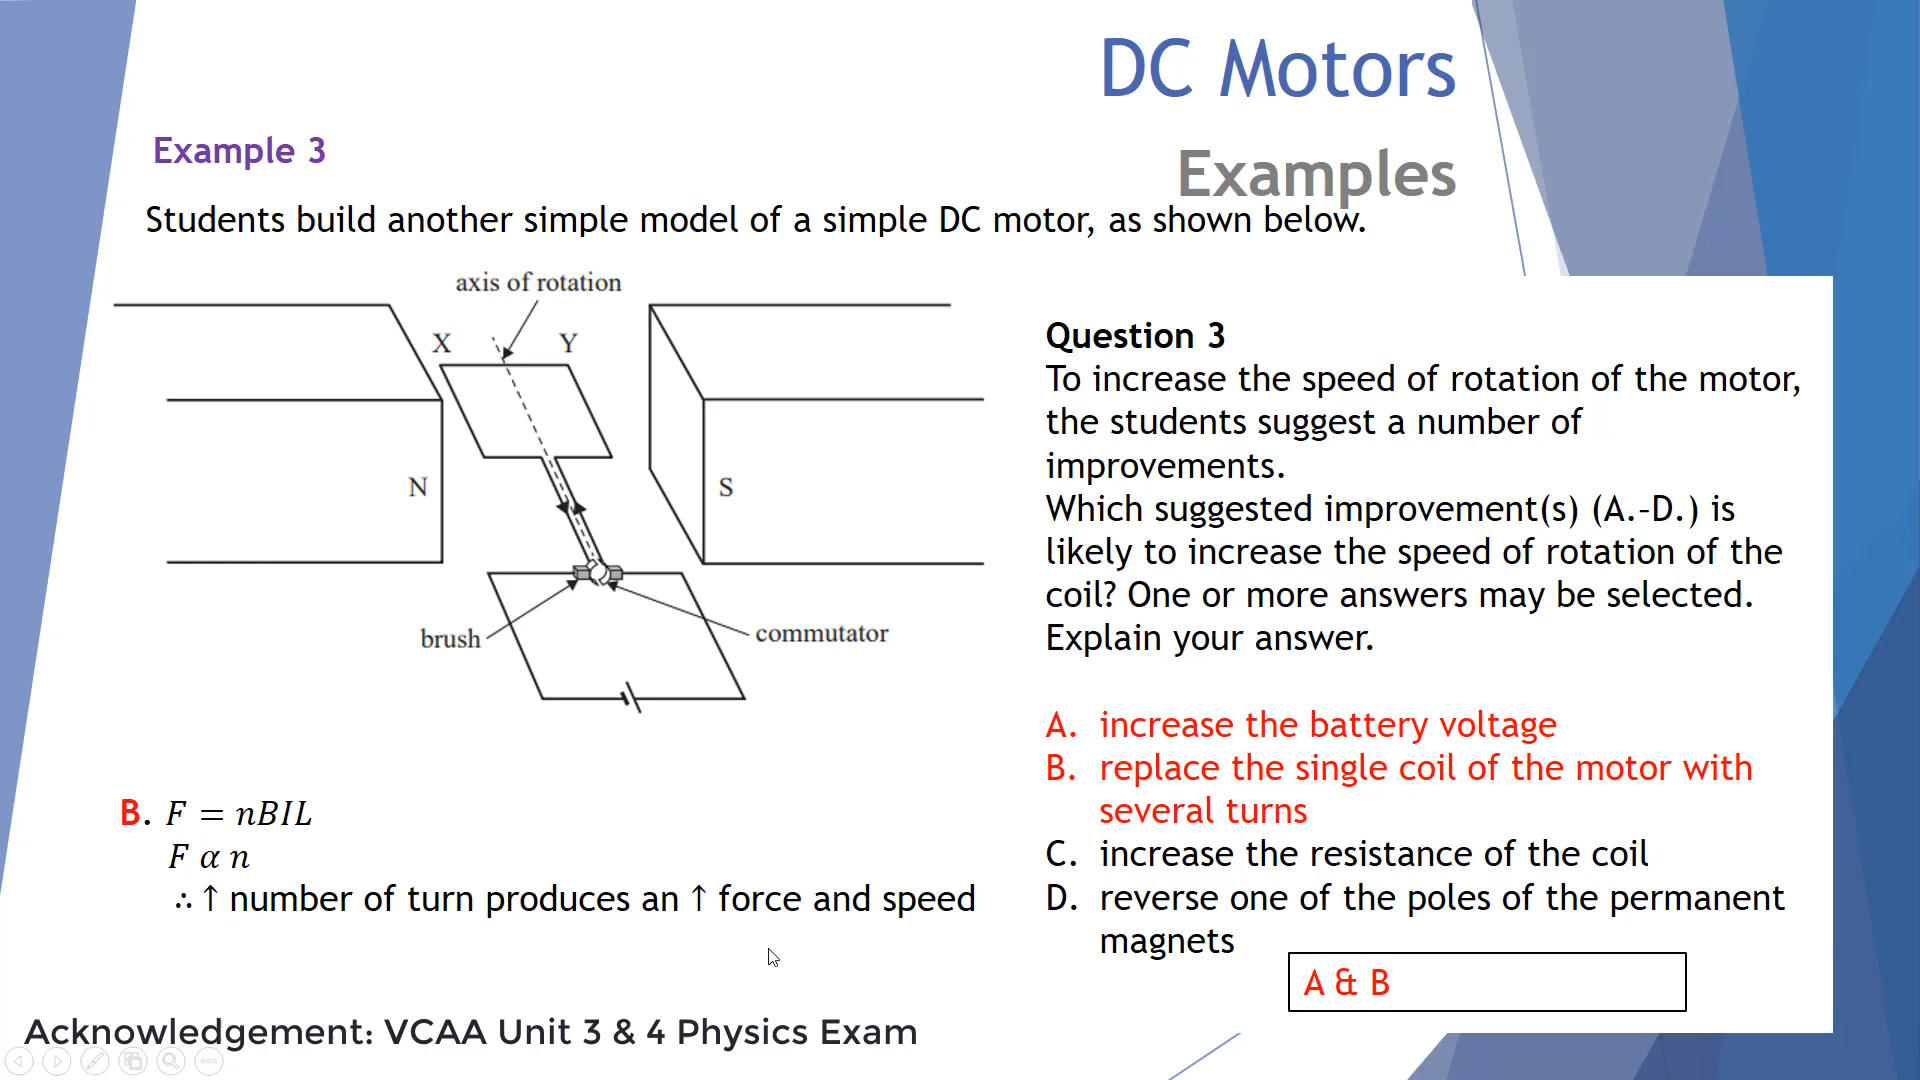 DC Motors
Examples
Example 3
Students build another simple model of a simple DC motor, as shown below.
axis of rotation
X
Y
N
S
brush
commutator
Question 3
To increase the speed of rotation of the motor,
the students suggest a number of
improvements.
Which suggested improvement(s) (A.–D.) is
likely to increase the speed of rotation of the
coil? One or more answers may be selected.
Explain your answer.
A. increase the battery voltage
B. replace the single coil of the motor with
several turns
C. increase the resistance of the coil
D. reverse one of the poles of the permanent
magnets
A & B
B. F = nBIL
F α n
∴ ↑ number of turn produces an ↑ force and speed
Acknowledgement: VCAA Unit 3 & 4 Physics Exam